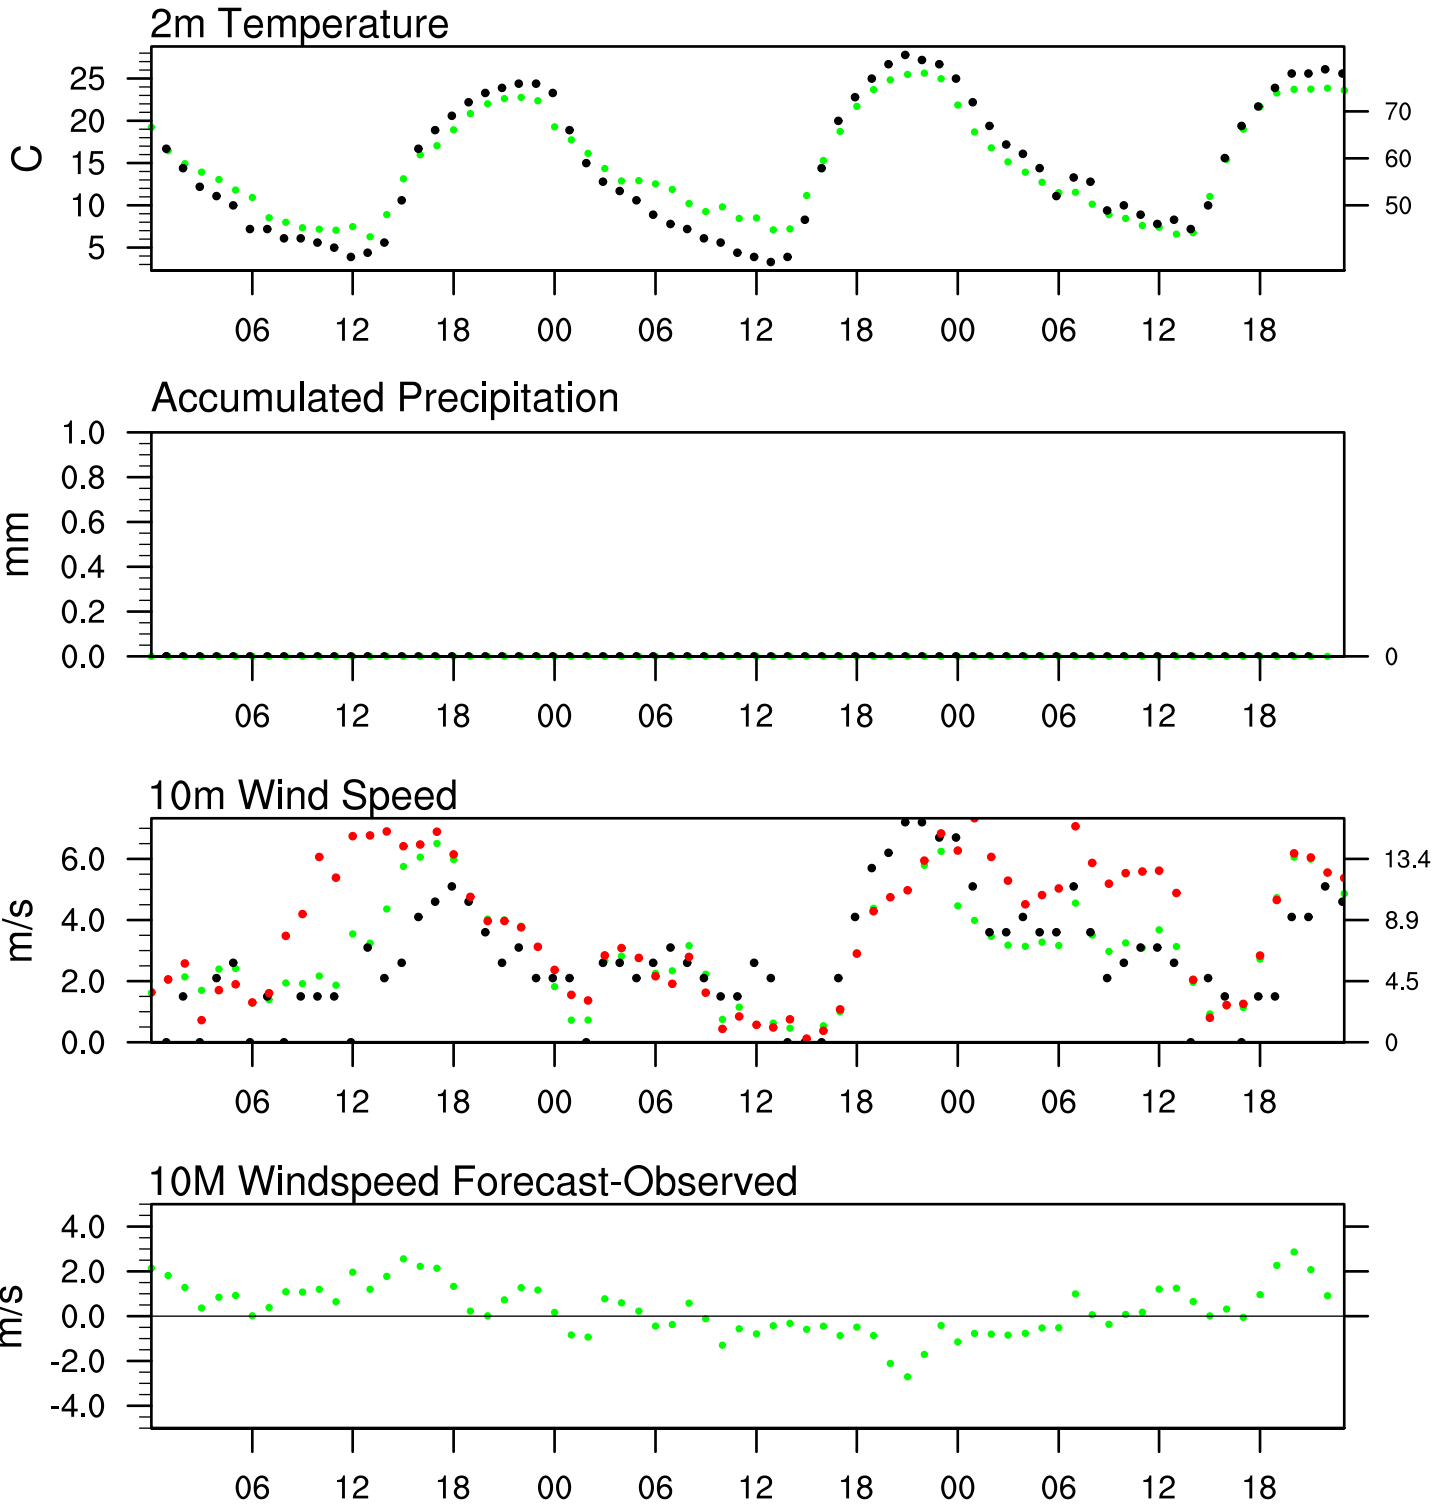 2m Temperature
25 70
20 60
15
10 50
5
C
06 12 18 00 06 12 18 00 06 12 18
Accumulated Precipitation
1.0
0.8
0.6
0.4
0.2
0.0 0
mm
06 12 18 00 06 12 18 00 06 12 18
10m Wind Speed
6.0 13.4
4.0 8.9
2.0 4.5
0.0 0
m/s
06 12 18 00 06 12 18 00 06 12 18
10M Windspeed Forecast-Observed
4.0
2.0
0.0
-2.0
-4.0
m/s
06 12 18 00 06 12 18 00 06 12 18